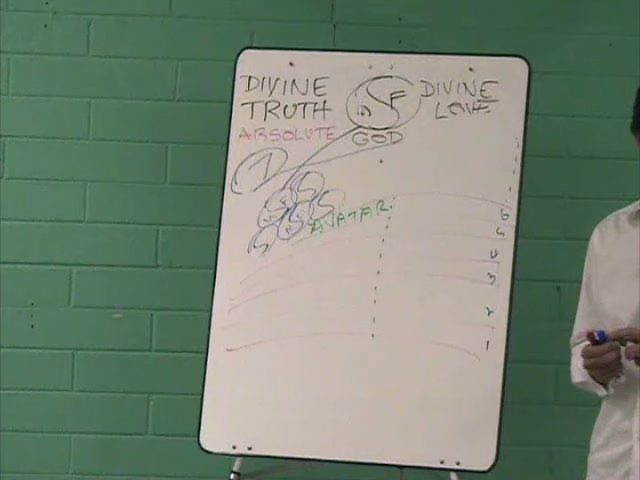 DIVINE
TRUTH
DIVINE
LOVE
ABSOLUTE
GOD
AVATAR
6
5
4
3
2
1